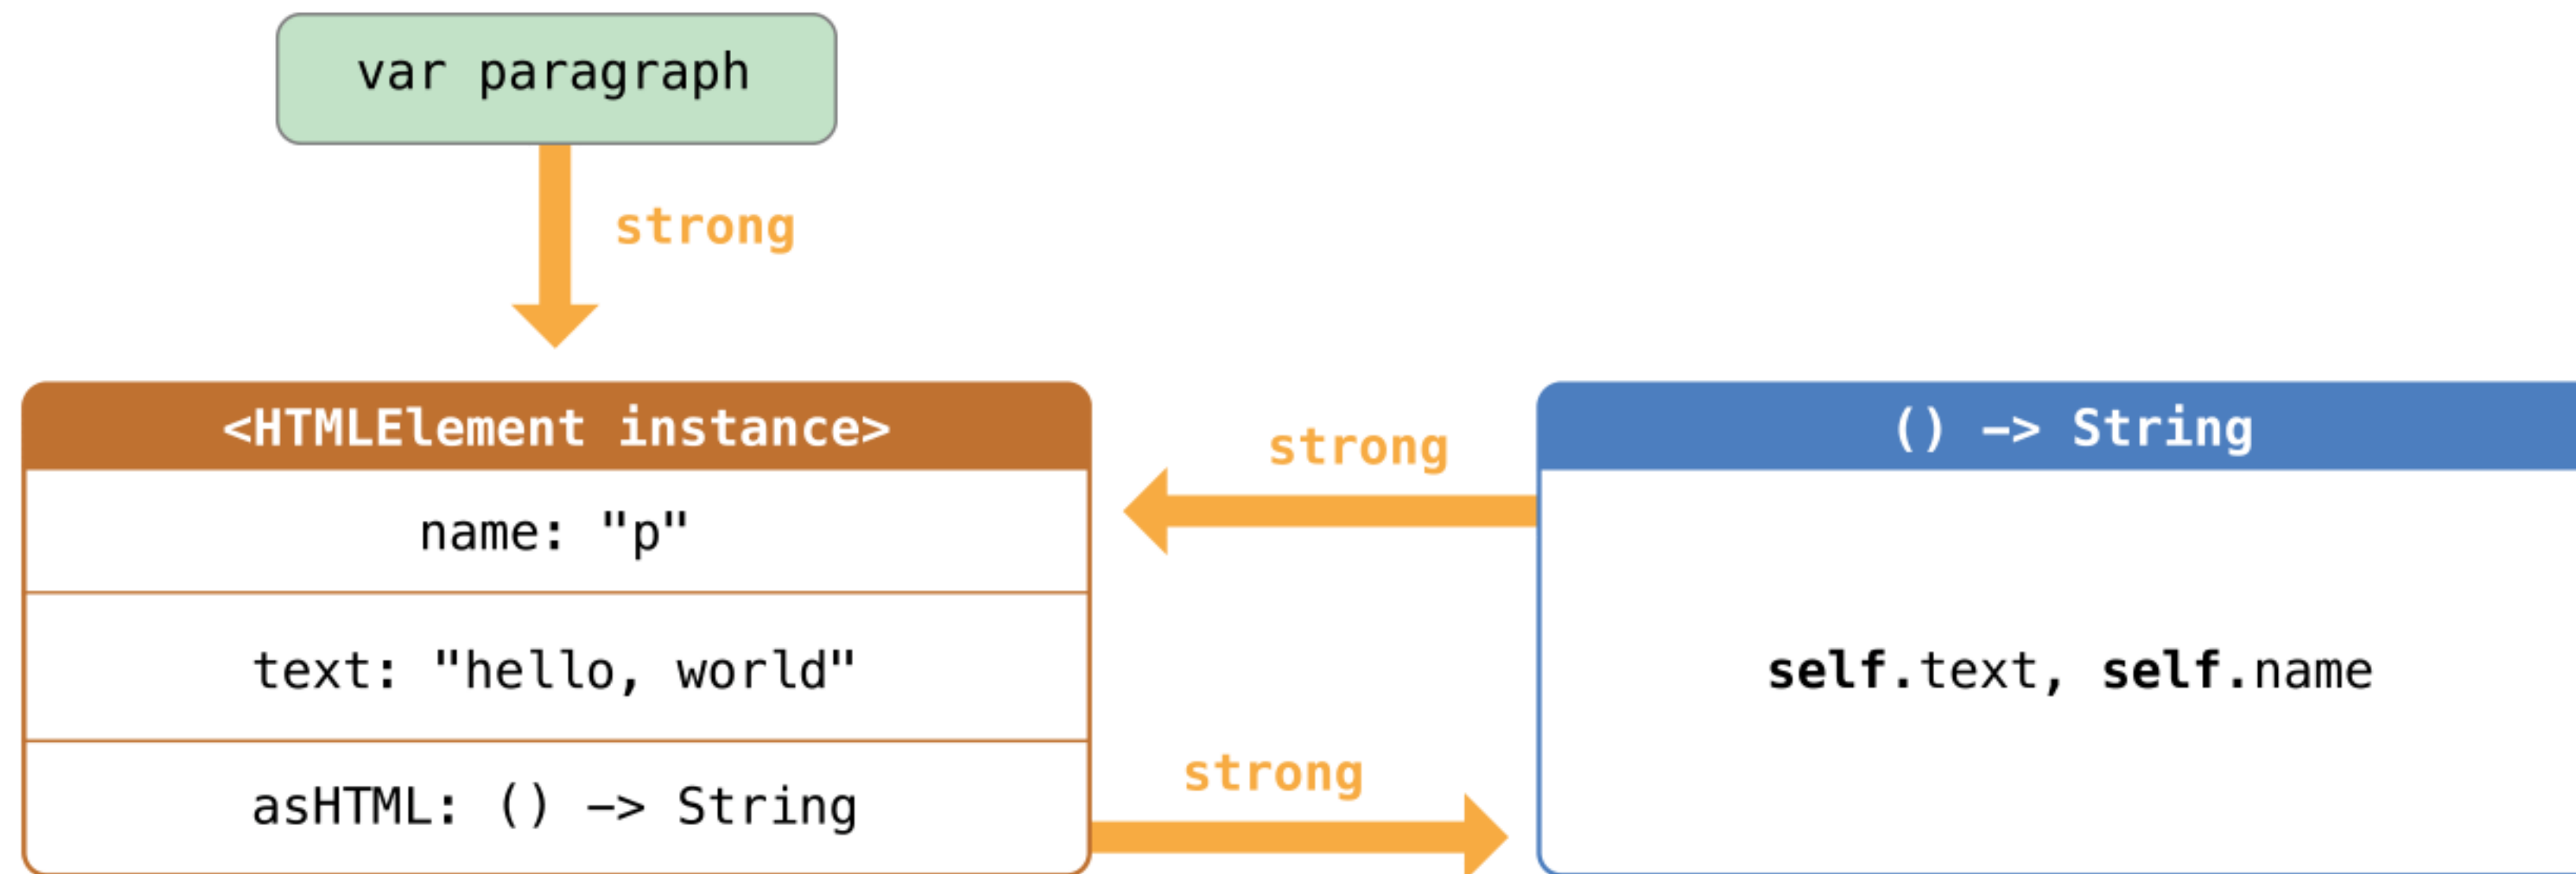 var paragraph
strong
<HTMLElement instance>
() -> String
strong
name: "p"
text: "hello, world"
self.text, self.name
strong
asHTML: () -> String